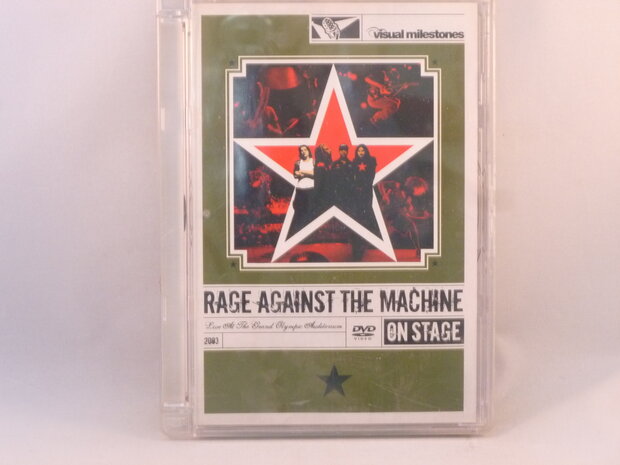 visual milestones
RAGE AGAINST THE MACHINE
Live At The Grand Olympic Auditorium
DVD
VIDEO
ON STAGE
2003